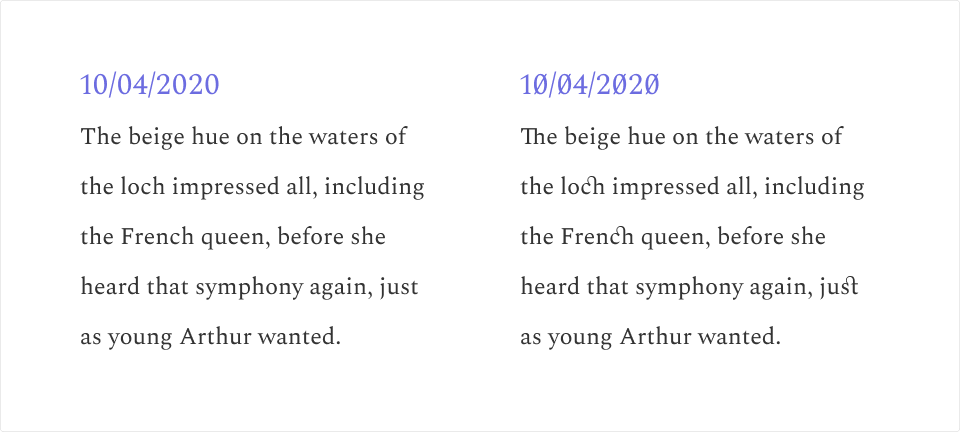 10/04/2020
The beige hue on the waters of
the loch impressed all, including
the French queen, before she
heard that symphony again, just
as young Arthur wanted.
10/04/2020
The beige hue on the waters of
the loch impressed all, including
the French queen, before she
heard that symphony again, just
as young Arthur wanted.